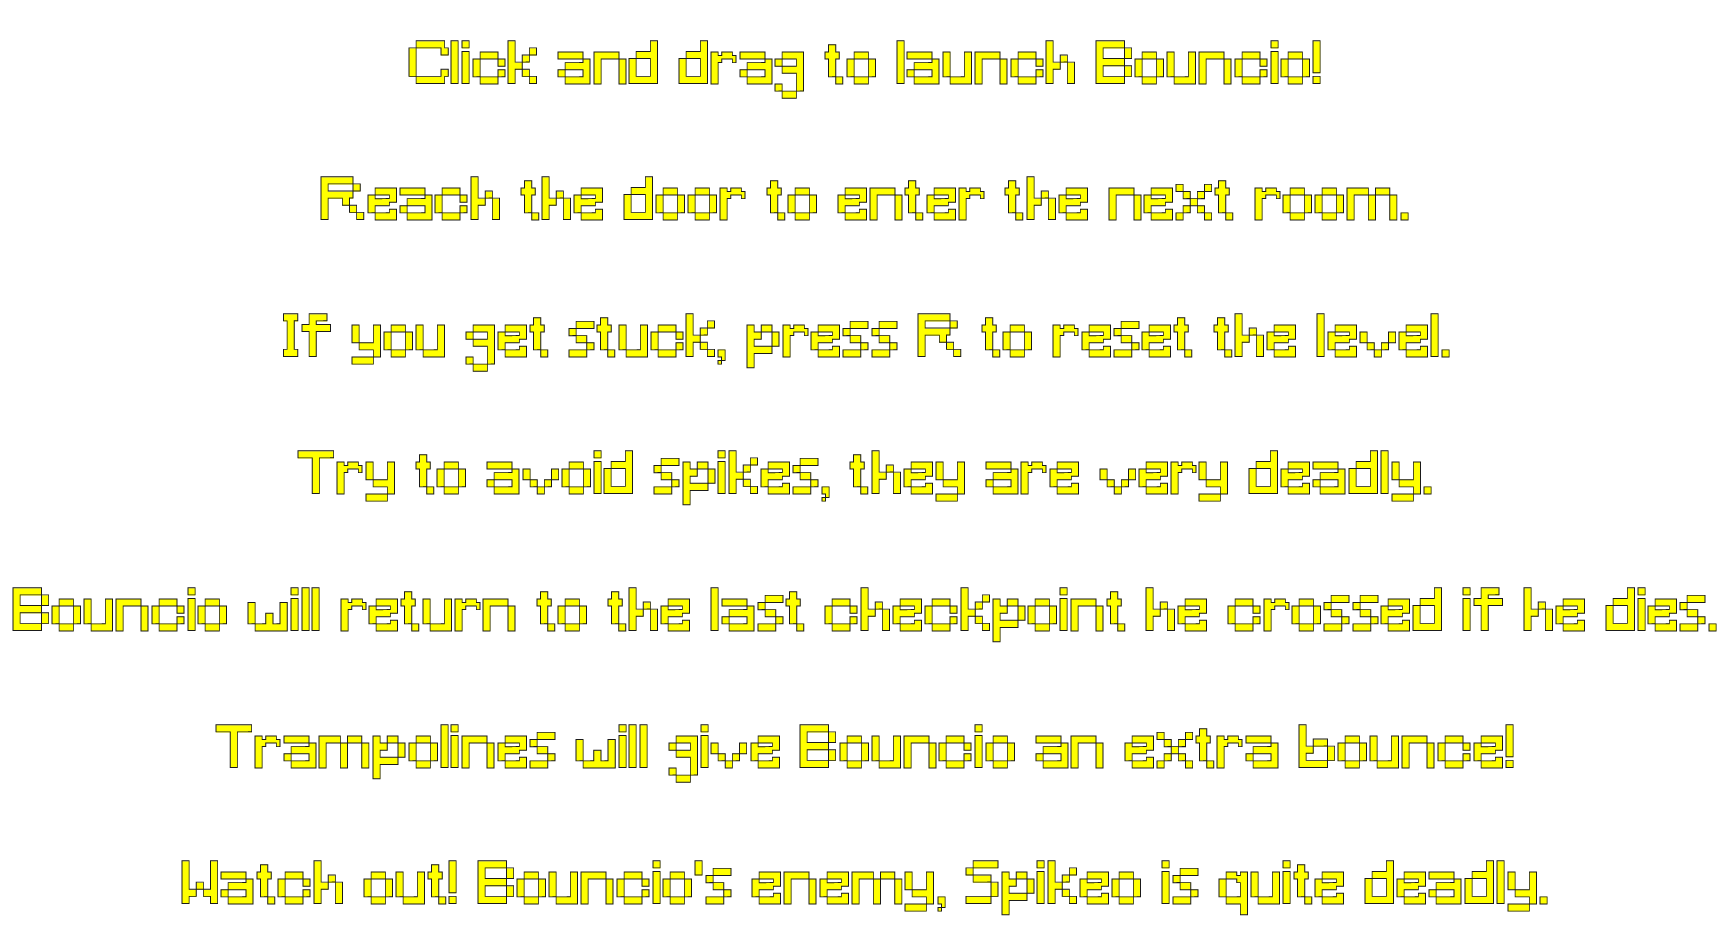 Click and drag to launch Bouncio!
Reach the door to enter the next room.
If you get stuck, press R to reset the level.
Try to avoid spikes, they are very deadly.
Bouncio will return to the last checkpoint he crossed if he dies.
Trampolines will give Bouncio an extra bounce!
Watch out! Bouncio's enemy, Spikeo is quite deadly.